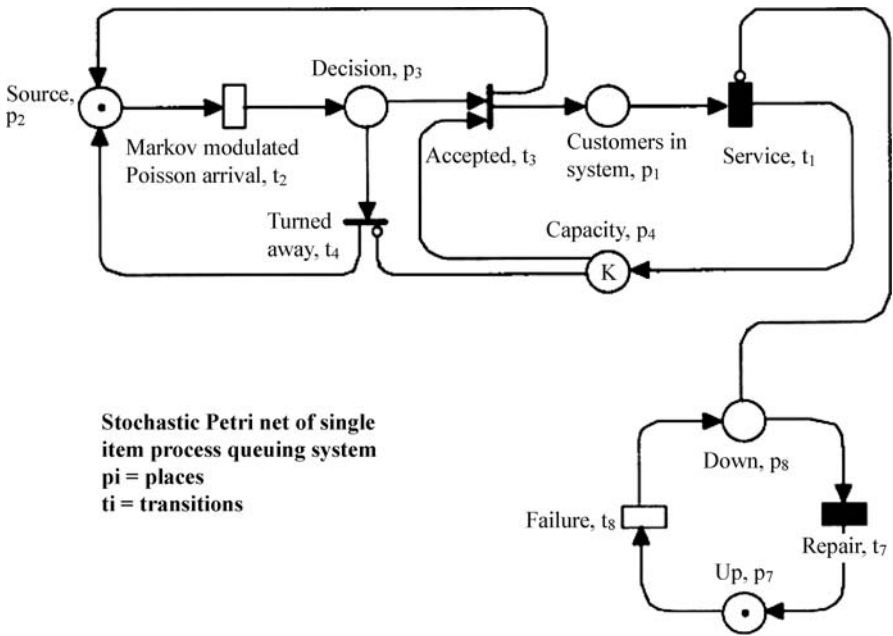 Source,
p₂
Markov modulated
Poisson arrival, t₂
Decision, p₃
Accepted, t₃
Customers in
system, p₁
Service, t₁
Turned
away, t₄
Capacity, p₄
K
Stochastic Petri net of single
item process queuing system
pi = places
ti = transitions
Down, p₈
Failure, t₈
Repair, t₇
Up, p₇